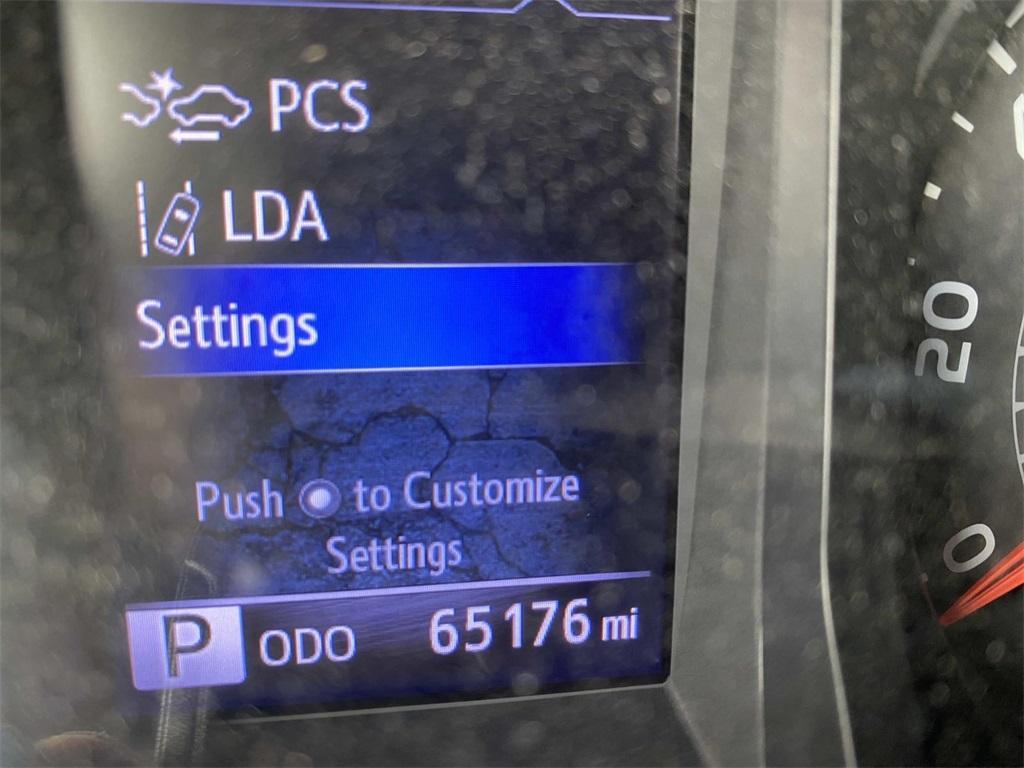 PCS
LDA
Settings
Push to Customize
Settings
P ODO 65176 mi
20
0